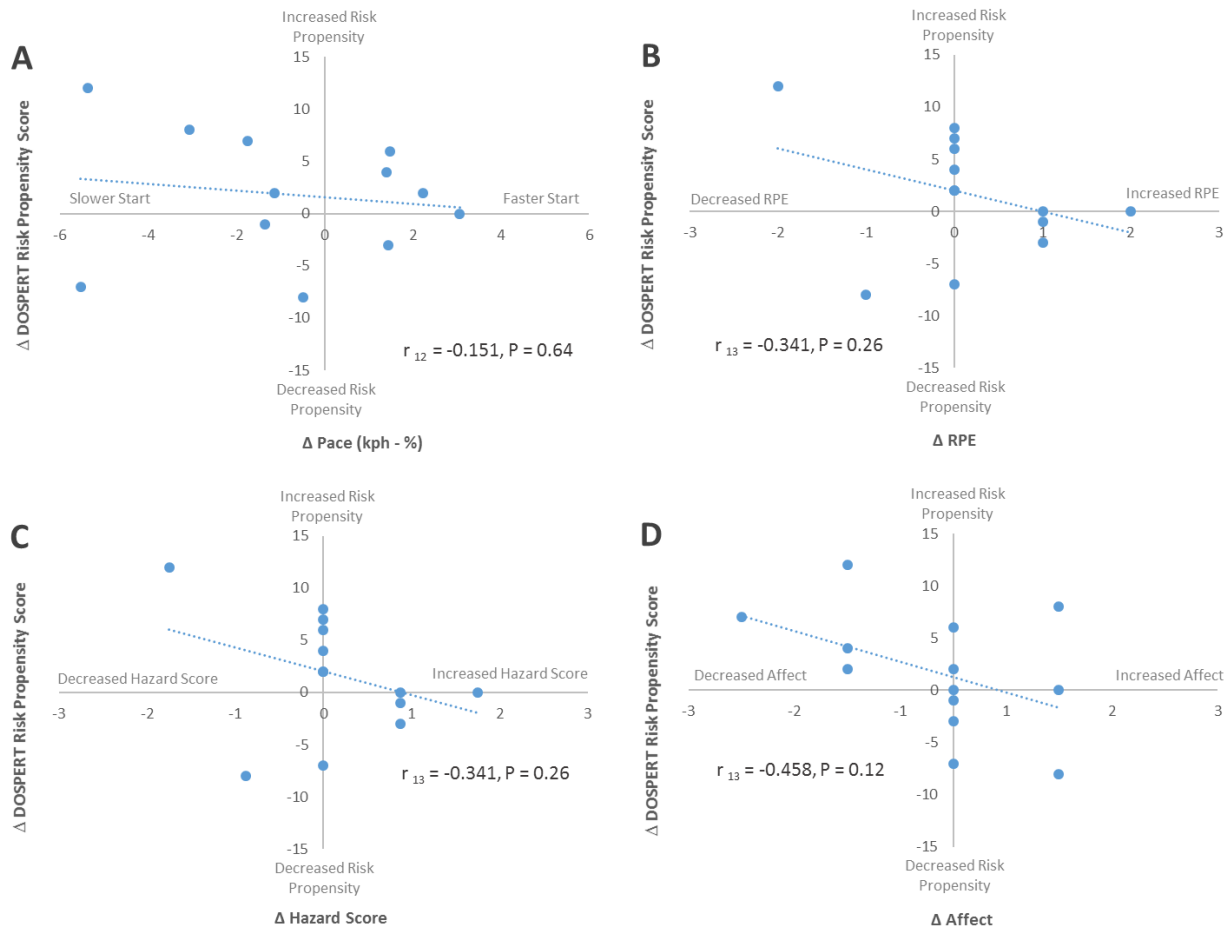 A
Increased Risk
Propensity
Δ DOSPERT Risk Propensity Score
15
10
5
0
-5
-10
-15
Slower Start
Faster Start
-6
-4
-2
0
2
4
6
r 12 = -0.151, P = 0.64
Decreased Risk
Propensity
Δ Pace (kph - %)
B
Increased Risk
Propensity
Δ DOSPERT Risk Propensity Score
15
10
5
0
-5
-10
-15
Decreased RPE
Increased RPE
-3
-2
-1
0
1
2
3
r 13 = -0.341, P = 0.26
Decreased Risk
Propensity
Δ RPE
C
Increased Risk
Propensity
Δ DOSPERT Risk Propensity Score
15
10
5
0
-5
-10
-15
Decreased Hazard Score
Increased Hazard Score
-3
-2
-1
0
1
2
3
r 13 = -0.341, P = 0.26
Decreased Risk
Propensity
Δ Hazard Score
D
Increased Risk
Propensity
Δ DOSPERT Risk Propensity Score
15
10
5
0
-5
-10
-15
Decreased Affect
Increased Affect
-3
-2
-1
0
1
2
3
r 13 = -0.458, P = 0.12
Decreased Risk
Propensity
Δ Affect